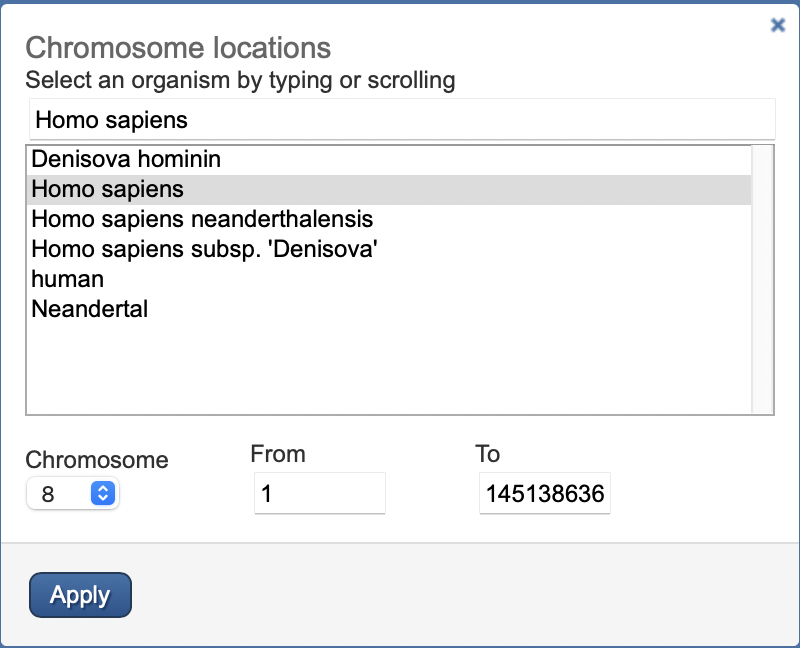 Chromosome locations
Select an organism by typing or scrolling
Homo sapiens
Denisova hominin
Homo sapiens
Homo sapiens neanderthalensis
Homo sapiens subsp. 'Denisova'
human
Neandertal
Chromosome From To
8 1 145138636
Apply